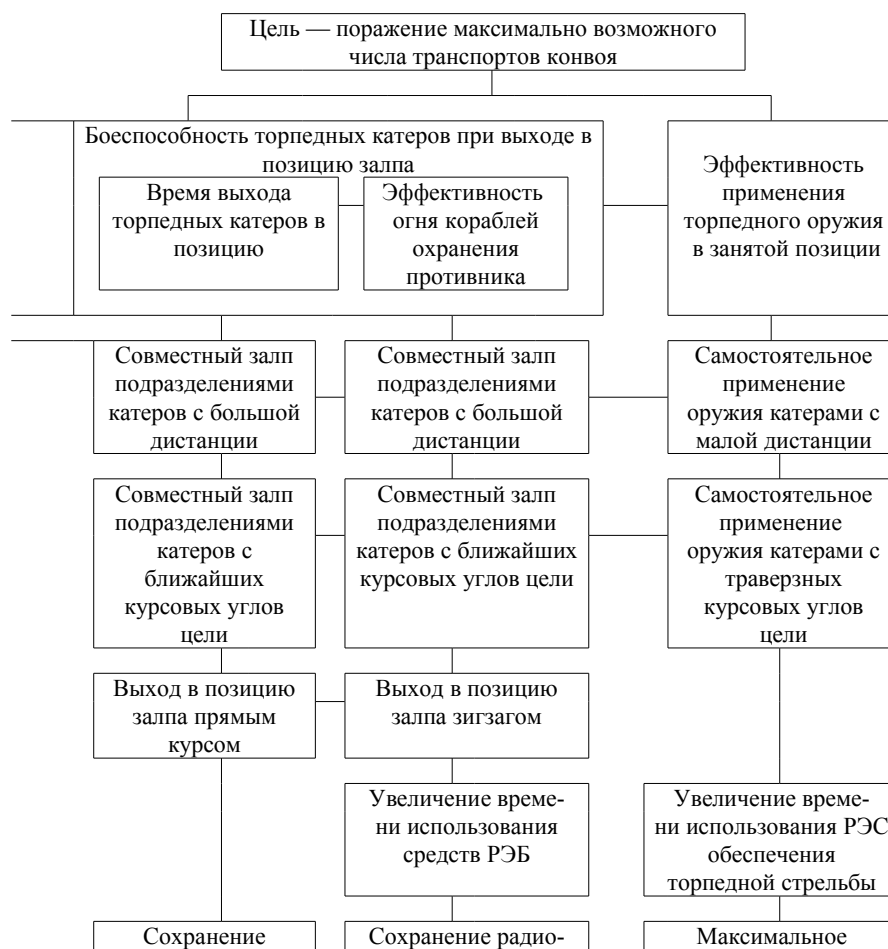 Цель — поражение максимально возможного
числа транспортов конвоя
Боеспособность торпедных катеров при выходе в
позицию залпа
Время выхода
торпедных катеров в
позицию
Эффективность
огня кораблей
охранения
противника
Эффективность
применения
торпедного оружия
в занятой позиции
Совместный залп
подразделениями
катеров с большой
дистанции
Совместный залп
подразделениями
катеров с большой
дистанции
Самостоятельное
применение
оружия катерами с
малой дистанции
Совместный залп
подразделениями
катеров с
ближайших
курсовых углов
цели
Совместный залп
подразделениями
катеров с ближайших
курсовых углов цели
Самостоятельное
применение
оружия катерами с
траверзных
курсовых углов
цели
Выход в позицию
залпа прямым
курсом
Выход в позицию
залпа зигзагом
Увеличение време-
ни использования
средств РЭБ
Увеличение време-
ни использования РЭС
обеспечения
торпедной стрельбы
Сохранение
Сохранение радио-
Максимальное